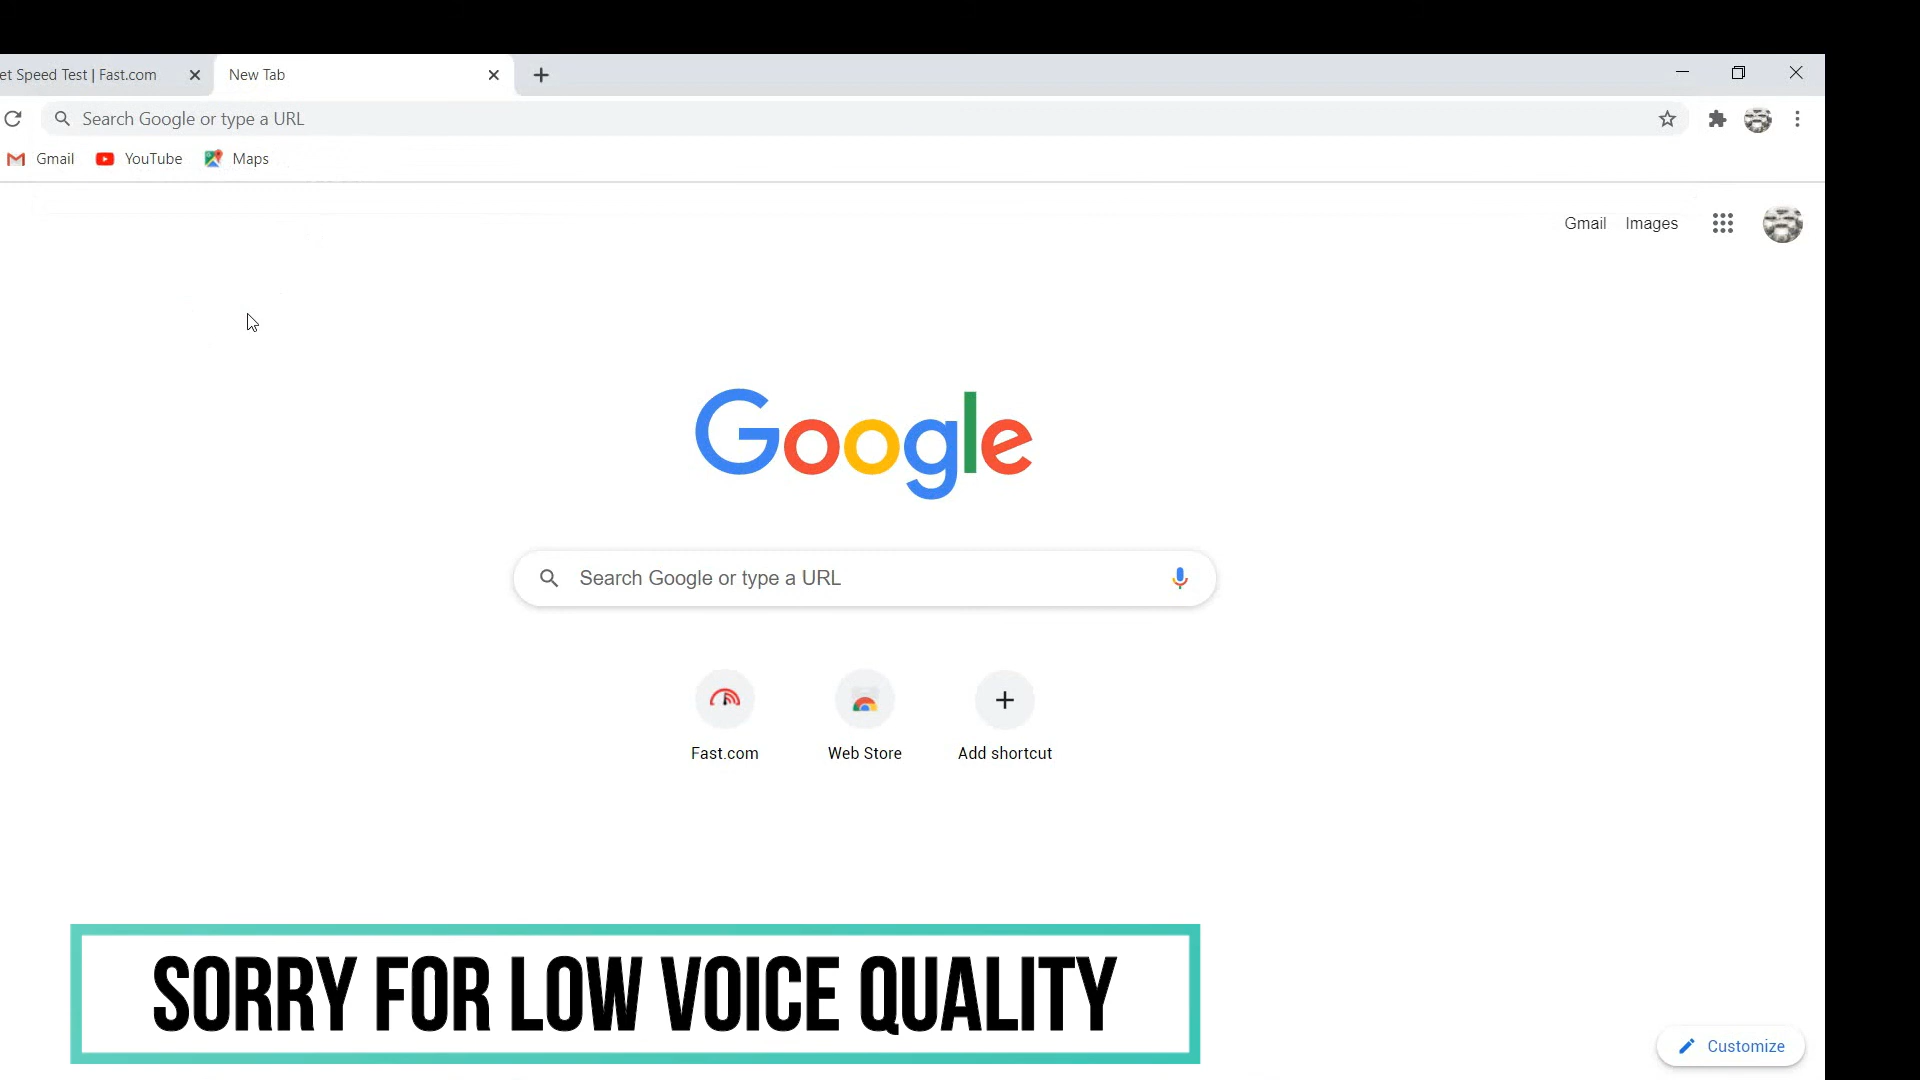 et Speed Test | Fast.com
New Tab
Search Google or type a URL
Gmail
YouTube
Maps
Gmail
Images
Google
Search Google or type a URL
Fast.com
Web Store
Add shortcut
SORRY FOR LOW VOICE QUALITY
Customize